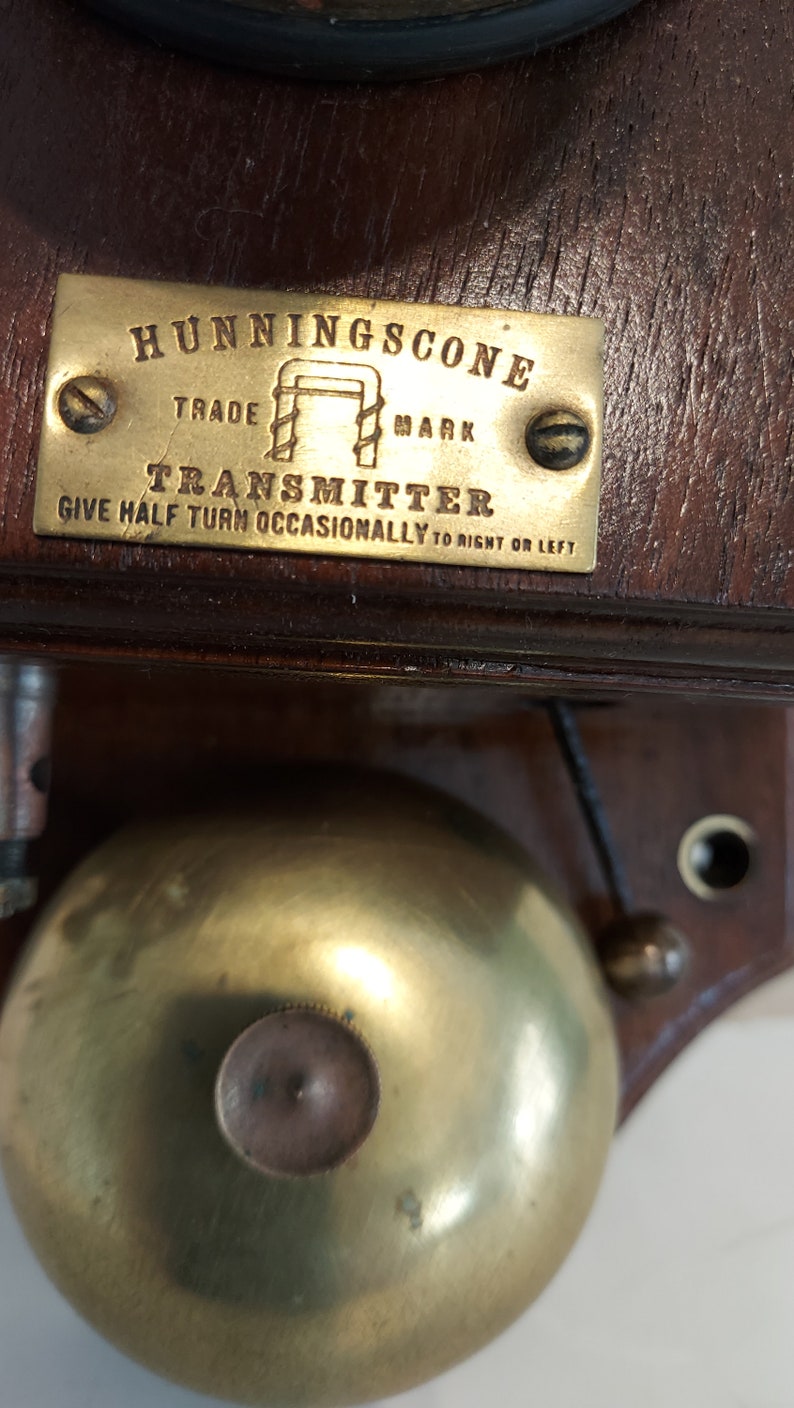 HUNNINGSCONE
TRADE MARK
TRANSMITTER
GIVE HALF TURN OCCASIONALLY TO RIGHT OR LEFT